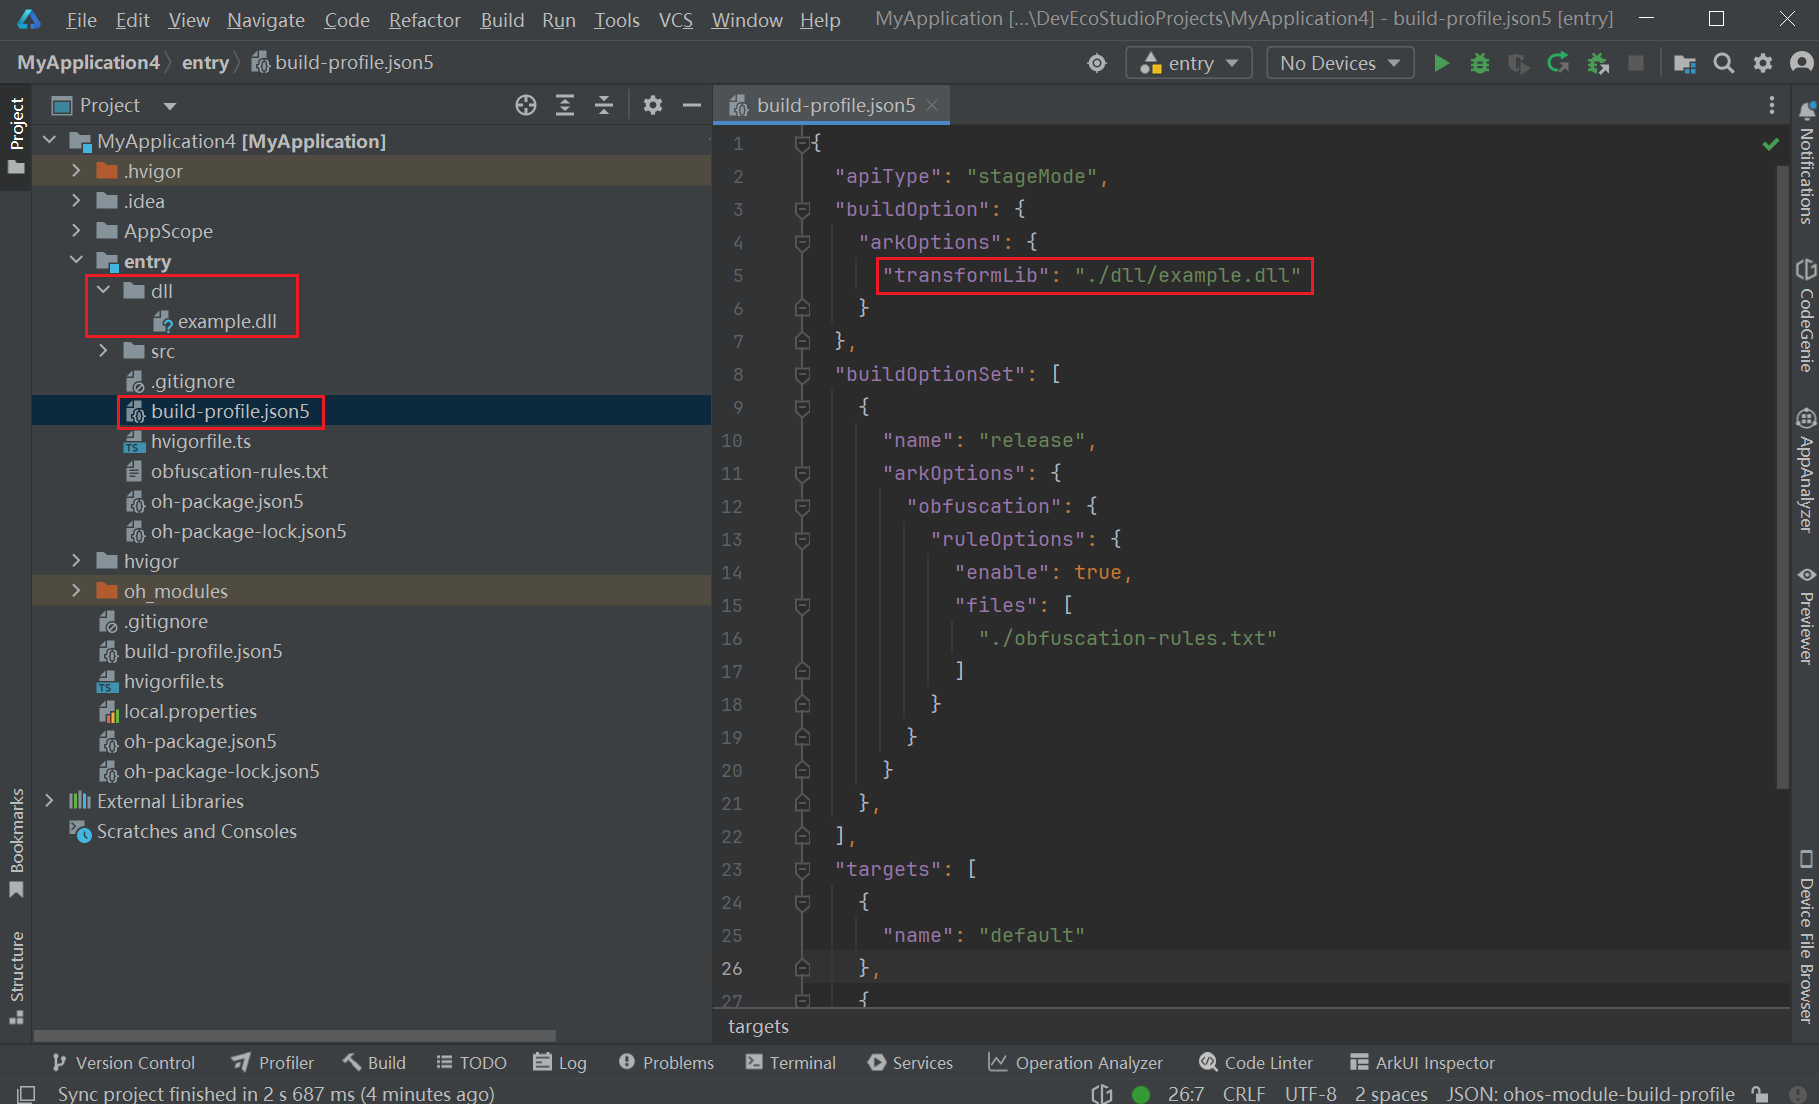 File Edit View Navigate Code Refactor Build Run Tools VCS Window Help MyApplication [...\DevEcoStudioProjects\MyApplication4] - build-profile.json5 [entry]
MyApplication4 entry build-profile.json5 entry No Devices
Project
Project
build-profile.json5
MyApplication4 [MyApplication]
.hvigor
.idea
AppScope
entry
dll
example.dll
src
.gitignore
build-profile.json5
hvigorfile.ts
obfuscation-rules.txt
oh-package.json5
oh-package-lock.json5
hvigor
oh_modules
.gitignore
build-profile.json5
hvigorfile.ts
local.properties
oh-package.json5
oh-package-lock.json5
External Libraries
Scratches and Consoles
Bookmarks
Structure
1 {
2 "apiType": "stageMode",
3 "buildOption": {
4 "arkOptions": {
5 "transformLib": "./dll/example.dll"
6 }
7 },
8 "buildOptionSet": [
9 {
10 "name": "release",
11 "arkOptions": {
12 "obfuscation": {
13 "ruleOptions": {
14 "enable": true,
15 "files": [
16 "./obfuscation-rules.txt"
17 ]
18 }
19 }
20 }
21 },
22 ],
23 "targets": [
24 {
25 "name": "default"
26 },
27 {
targets
Notifications
CodeGenie
AppAnalyzer
Previewer
Device File Browser
Version Control Profiler Build TODO Log Problems Terminal Services Operation Analyzer Code Linter ArkUI Inspector
Sync project finished in 2 s 687 ms (4 minutes ago) 26:7 CRLF UTF-8 2 spaces JSON: ohos-module-build-profile